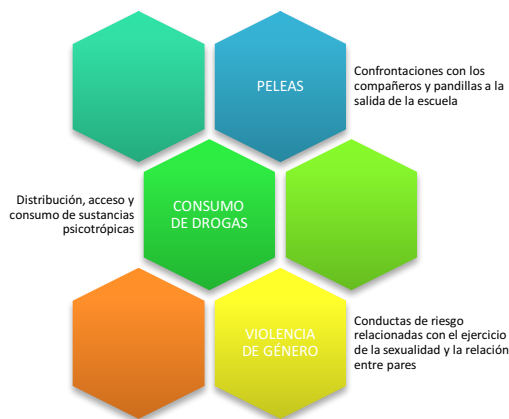 PELEAS
Confrontaciones con los
compañeros y pandillas a la
salida de la escuela
Distribución, acceso y
consumo de sustancias
psicotrópicas
CONSUMO
DE DROGAS
VIOLENCIA
DE GÉNERO
Conductas de riesgo
relacionadas con el ejercicio
de la sexualidad y la relación
entre pares